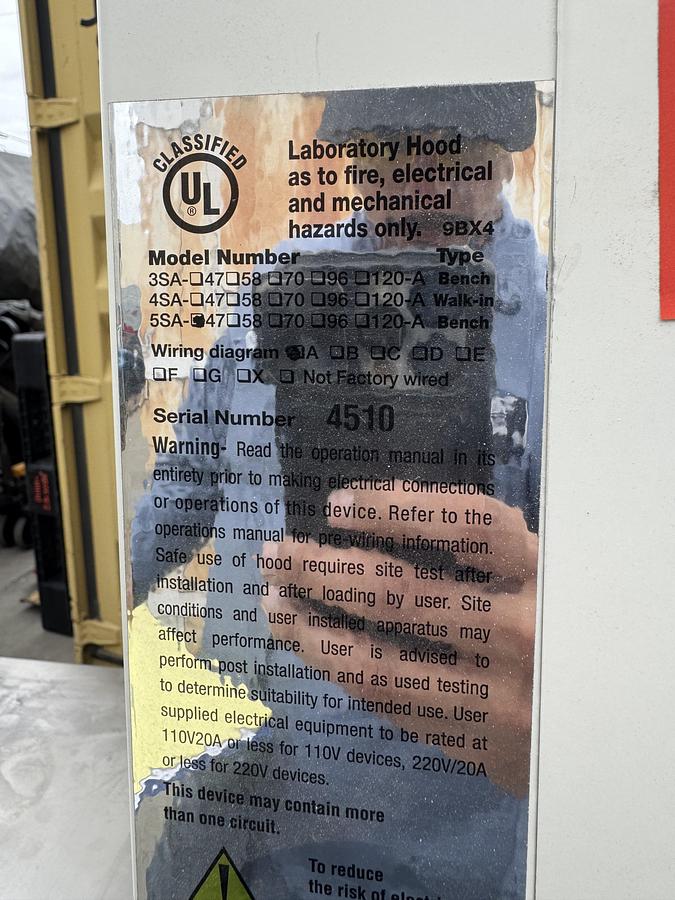 CLASSIFIED
UL
®
Laboratory Hood
as to fire, electrical
and mechanical
hazards only. 9BX4
Model Number Type
3SA-☐47☐58 ☐70 ☐96 ☐120-A Bench
4SA-☐47☐58 ☐70 ☐96 ☐120-A Walk-in
5SA-■47☐58 ☐70 ☐96 ☐120-A Bench
Wiring diagram ■A ☐B ☐C ☐D ☐E
☐F ☐G ☐X ☐ Not Factory wired
Serial Number 4510
Warning- Read the operation manual in its
entirety prior to making electrical connections
or operations of this device. Refer to the
operations manual for pre-wiring information.
Safe use of hood requires site test after
installation and after loading by user. Site
conditions and user installed apparatus may
affect performance. User is advised to
perform post installation and as used testing
to determine suitability for intended use. User
supplied electrical equipment to be rated at
110V20A or less for 110V devices, 220V/20A
or less for 220V devices.
This device may contain more
than one circuit.
!
To reduce
the risk of